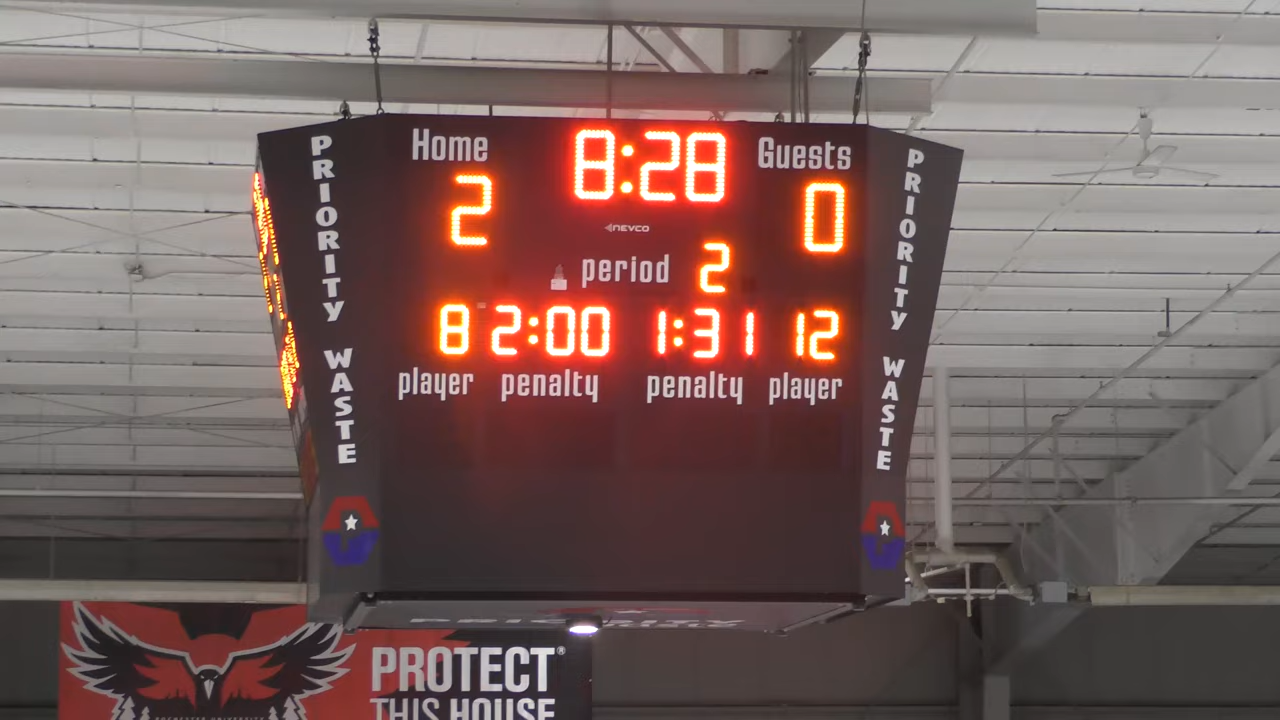 Home 8:28 Guests
2 0
NEVCO
period 2
8 2:00 1:31 12
player penalty penalty player
PRIORITY WASTE
PRIORITY WASTE
PROTECT®
THIS HOUSE